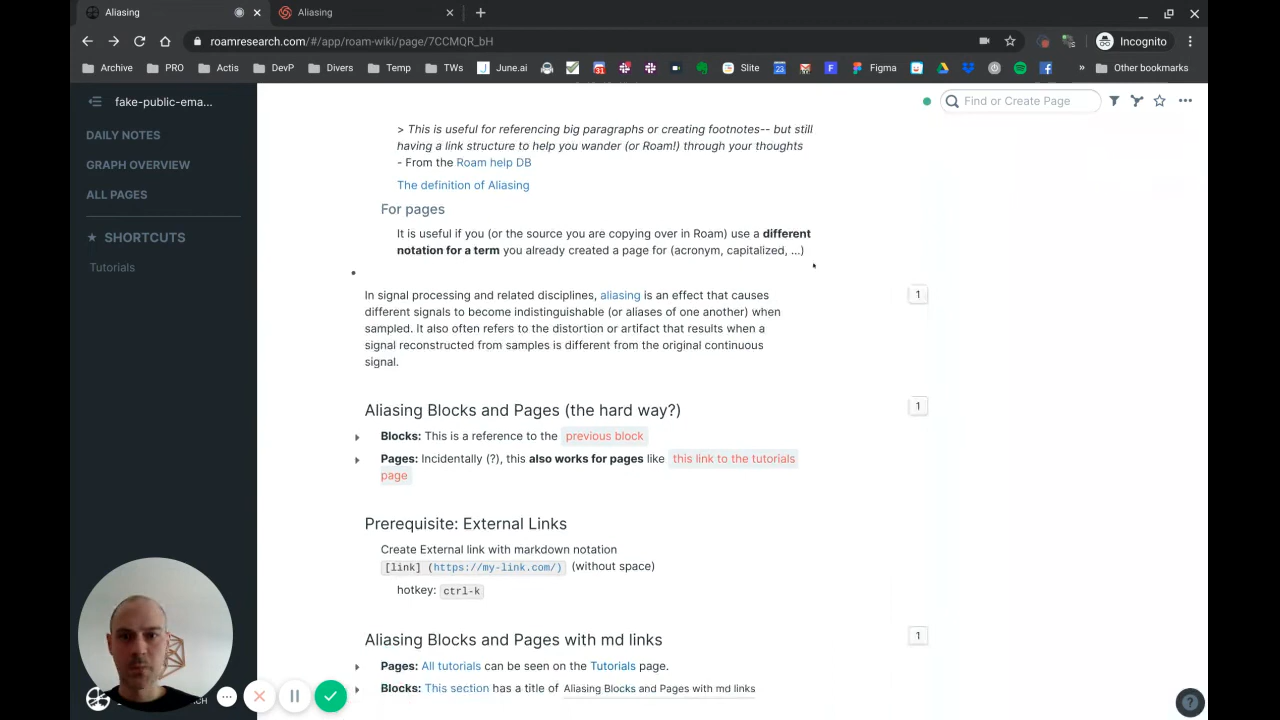 Aliasing
Aliasing
roamresearch.com/#/app/roam-wiki/page/7CCMQR_bH
Incognito
Archive
PRO
Actis
DevP
Divers
Temp
TWs
June.ai
Slite
Figma
»
Other bookmarks
fake-public-ema...
Find or Create Page
DAILY NOTES
GRAPH OVERVIEW
ALL PAGES
★ SHORTCUTS
Tutorials
> This is useful for referencing big paragraphs or creating footnotes-- but still
having a link structure to help you wander (or Roam!) through your thoughts
- From the Roam help DB
The definition of Aliasing
For pages
It is useful if you (or the source you are copying over in Roam) use a different
notation for a term you already created a page for (acronym, capitalized, ...)
In signal processing and related disciplines, aliasing is an effect that causes
1
different signals to become indistinguishable (or aliases of one another) when
sampled. It also often refers to the distortion or artifact that results when a
signal reconstructed from samples is different from the original continuous
signal.
Aliasing Blocks and Pages (the hard way?)
1
Blocks: This is a reference to the previous block
Pages: Incidentally (?), this also works for pages like this link to the tutorials
page
Prerequisite: External Links
Create External link with markdown notation
[link] (https://my-link.com/) (without space)
hotkey: ctrl-k
Aliasing Blocks and Pages with md links
1
Pages: All tutorials can be seen on the Tutorials page.
Blocks: This section has a title of Aliasing Blocks and Pages with md links
?